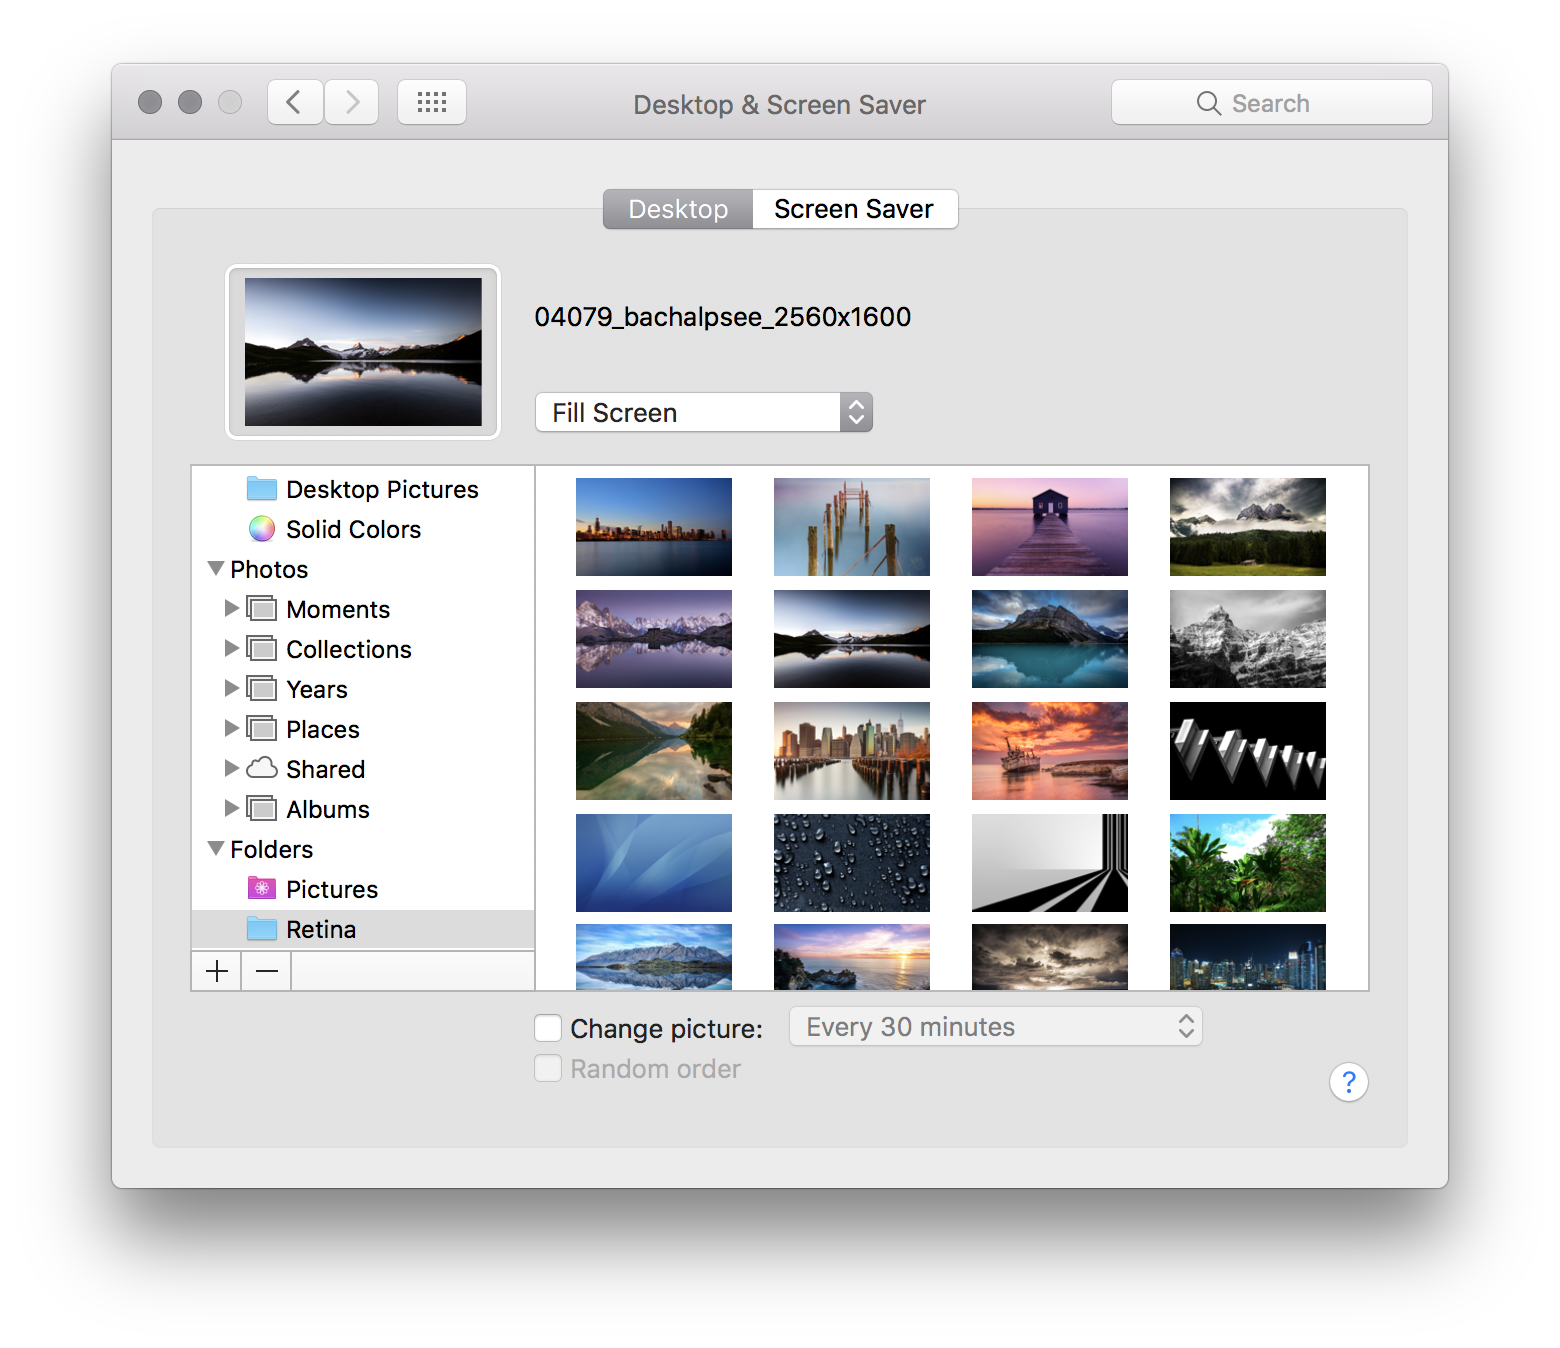 Desktop & Screen Saver
Search
Desktop
Screen Saver
04079_bachalpsee_2560x1600
Fill Screen
Desktop Pictures
Solid Colors
Photos
Moments
Collections
Years
Places
Shared
Albums
Folders
Pictures
Retina
Change picture:
Every 30 minutes
Random order
?